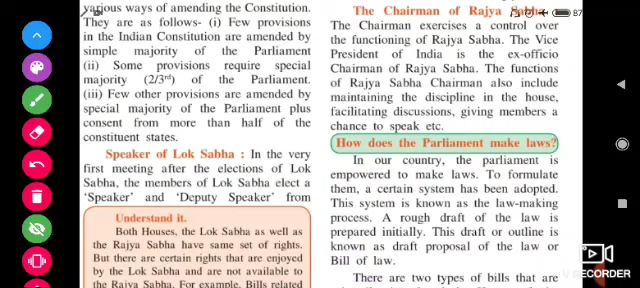 various ways of amending the Constitution.
They are as follows- (i) Few provisions
in the Indian Constitution are amended by
simple majority of the Parliament
(ii) Some provisions require special
majority (2/3rd) of the Parliament.
(iii) Few other provisions are amended by
special majority of the Parliament plus
consent from more than half of the
constituent states.
Speaker of Lok Sabha : In the very
first meeting after the elections of Lok
Sabha, the members of Lok Sabha elect a
'Speaker' and 'Deputy Speaker' from
Understand it.
Both Houses, the Lok Sabha as well as
the Rajya Sabha have same set of rights.
But there are certain rights that are enjoyed
by the Lok Sabha and are not available to
the Rajya Sabha. For example, Bills related
The Chairman of Rajya Sabha
The Chairman exercises a control over
the functioning of Rajya Sabha. The Vice
President of India is the ex-officio
Chairman of Rajya Sabha. The functions
of Rajya Sabha Chairman also include
maintaining the discipline in the house,
facilitating discussions, giving members a
chance to speak etc.
How does the Parliament make laws?
In our country, the parliament is
empowered to make laws. To formulate
them, a certain system has been adopted.
This system is known as the law-making
process. A rough draft of the law is
prepared initially. This draft or outline is
known as draft proposal of the law or
Bill of law.
There are two types of bills that are
87
V RECORDER